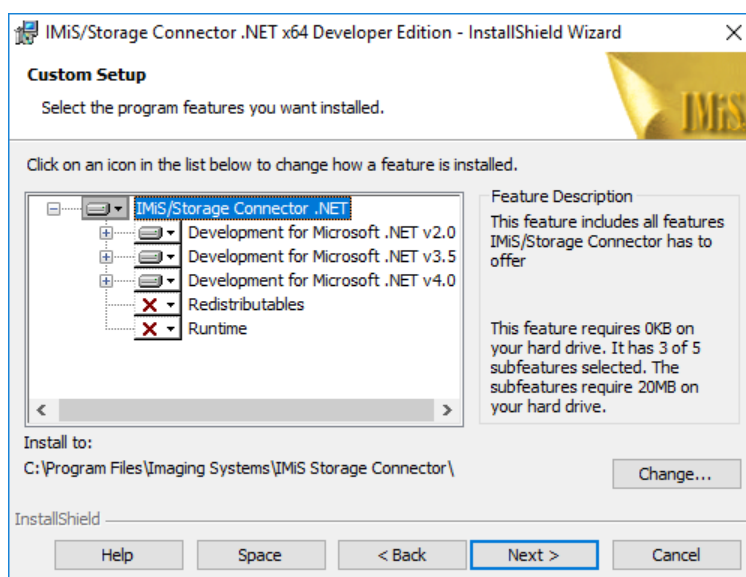 IMiS/Storage Connector .NET x64 Developer Edition - InstallShield Wizard
Custom Setup
Select the program features you want installed.
IMiS
Click on an icon in the list below to change how a feature is installed.
IMiS/Storage Connector .NET
Development for Microsoft .NET v2.0
Development for Microsoft .NET v3.5
Development for Microsoft .NET v4.0
Redistributables
Runtime
Feature Description
This feature includes all features
IMiS/Storage Connector has to
offer
This feature requires 0KB on
your hard drive. It has 3 of 5
subfeatures selected. The
subfeatures require 20MB on
your hard drive.
Install to:
C:\Program Files\Imaging Systems\IMiS Storage Connector\
Change...
InstallShield
Help
Space
< Back
Next >
Cancel